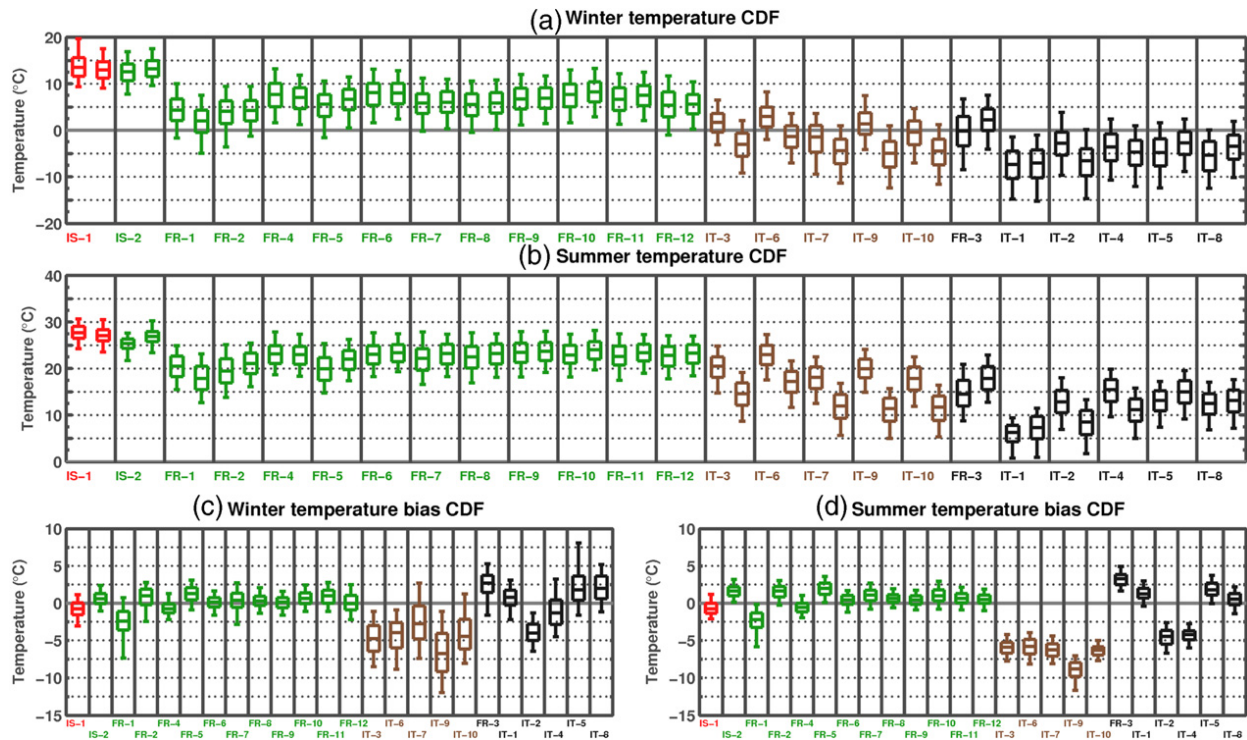 (a) Winter temperature CDF
Temperature (°C)
20
10
0
−10
−20
IS−1 IS−2 FR−1 FR−2 FR−4 FR−5 FR−6 FR−7 FR−8 FR−9 FR−10 FR−11 FR−12 IT−3 IT−6 IT−7 IT−9 IT−10 FR−3 IT−1 IT−2 IT−4 IT−5 IT−8
(b) Summer temperature CDF
Temperature (°C)
40
30
20
10
0
IS−1 IS−2 FR−1 FR−2 FR−4 FR−5 FR−6 FR−7 FR−8 FR−9 FR−10 FR−11 FR−12 IT−3 IT−6 IT−7 IT−9 IT−10 FR−3 IT−1 IT−2 IT−4 IT−5 IT−8
(c) Winter temperature bias CDF
Temperature (°C)
10
5
0
−5
−10
−15
IS−1 FR−1 FR−4 FR−6 FR−8 FR−10 FR−12 IT−6 IT−9 FR−3 IT−2 IT−5
IS−2 FR−2 FR−5 FR−7 FR−9 FR−11 IT−3 IT−7 IT−10 IT−1 IT−4 IT−8
(d) Summer temperature bias CDF
Temperature (°C)
10
5
0
−5
−10
−15
IS−1 FR−1 FR−4 FR−6 FR−8 FR−10 FR−12 IT−6 IT−9 FR−3 IT−2 IT−5
IS−2 FR−2 FR−5 FR−7 FR−9 FR−11 IT−3 IT−7 IT−10 IT−1 IT−4 IT−8